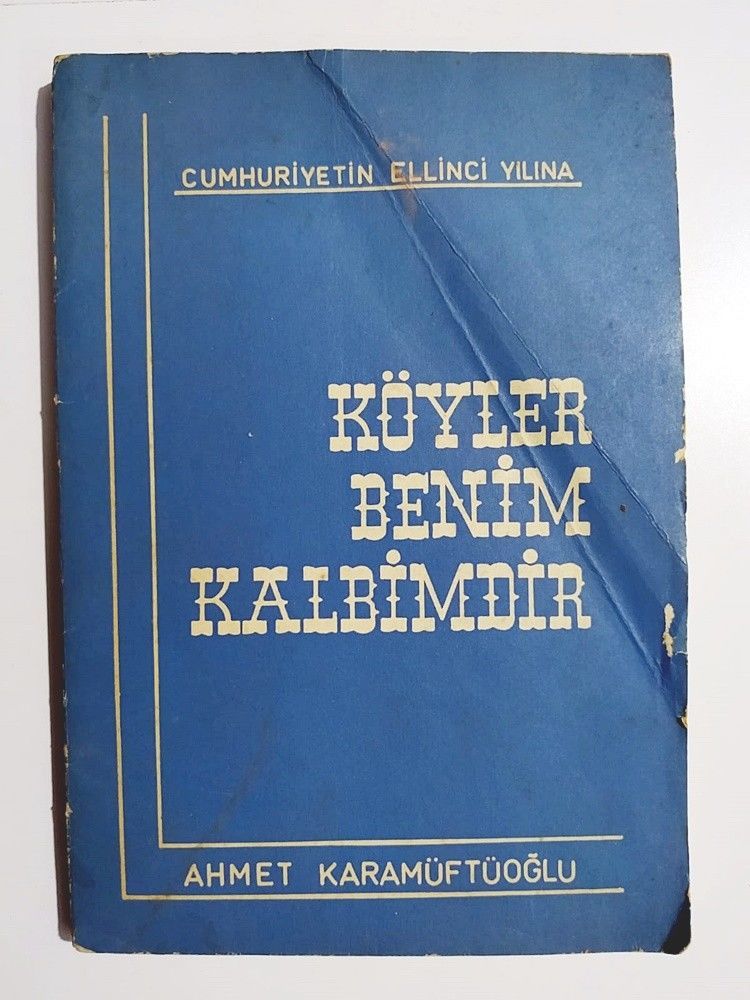 CUMHURİYETİN ELLİNCİ YILINA
KÖYLER
BENİM
KALBİMDİR
AHMET KARAMÜFTÜOĞLU